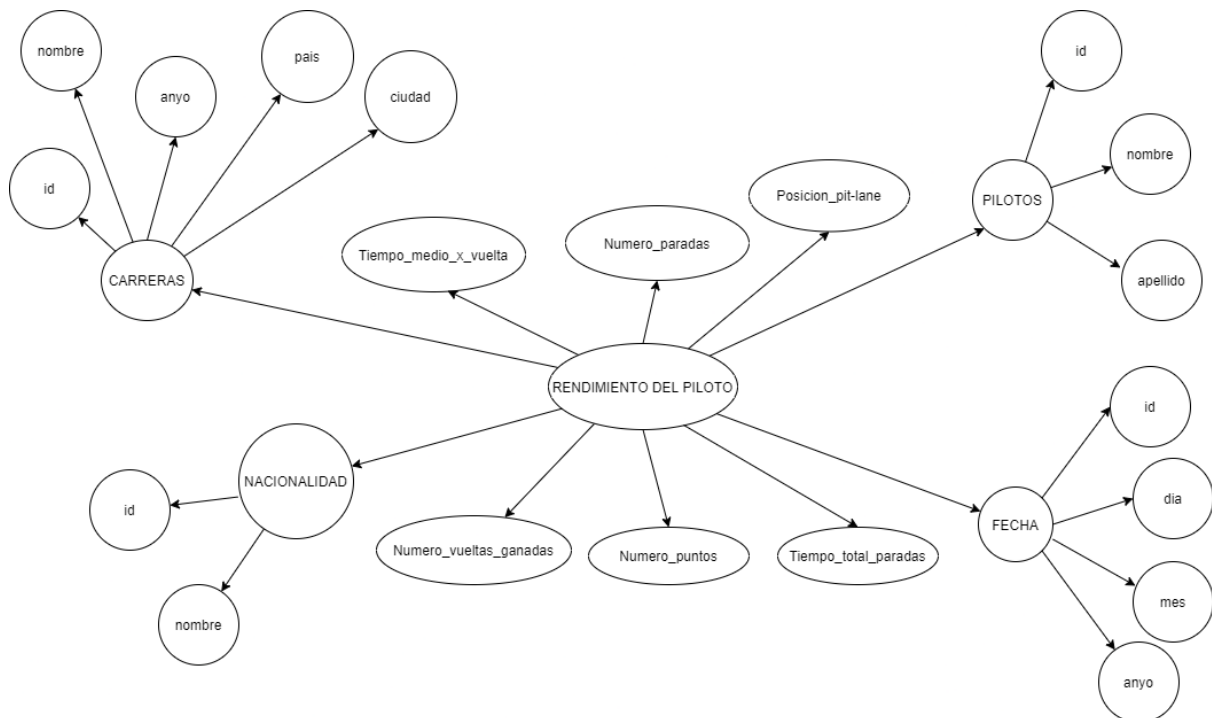 nombre
anyo
pais
ciudad
id
CARRERAS
Tiempo_medio_x_vuelta
Numero_paradas
Posicion_pit-lane
id
nombre
PILOTOS
apellido
RENDIMIENTO DEL PILOTO
NACIONALIDAD
id
nombre
Numero_vueltas_ganadas
Numero_puntos
Tiempo_total_paradas
FECHA
id
dia
mes
anyo